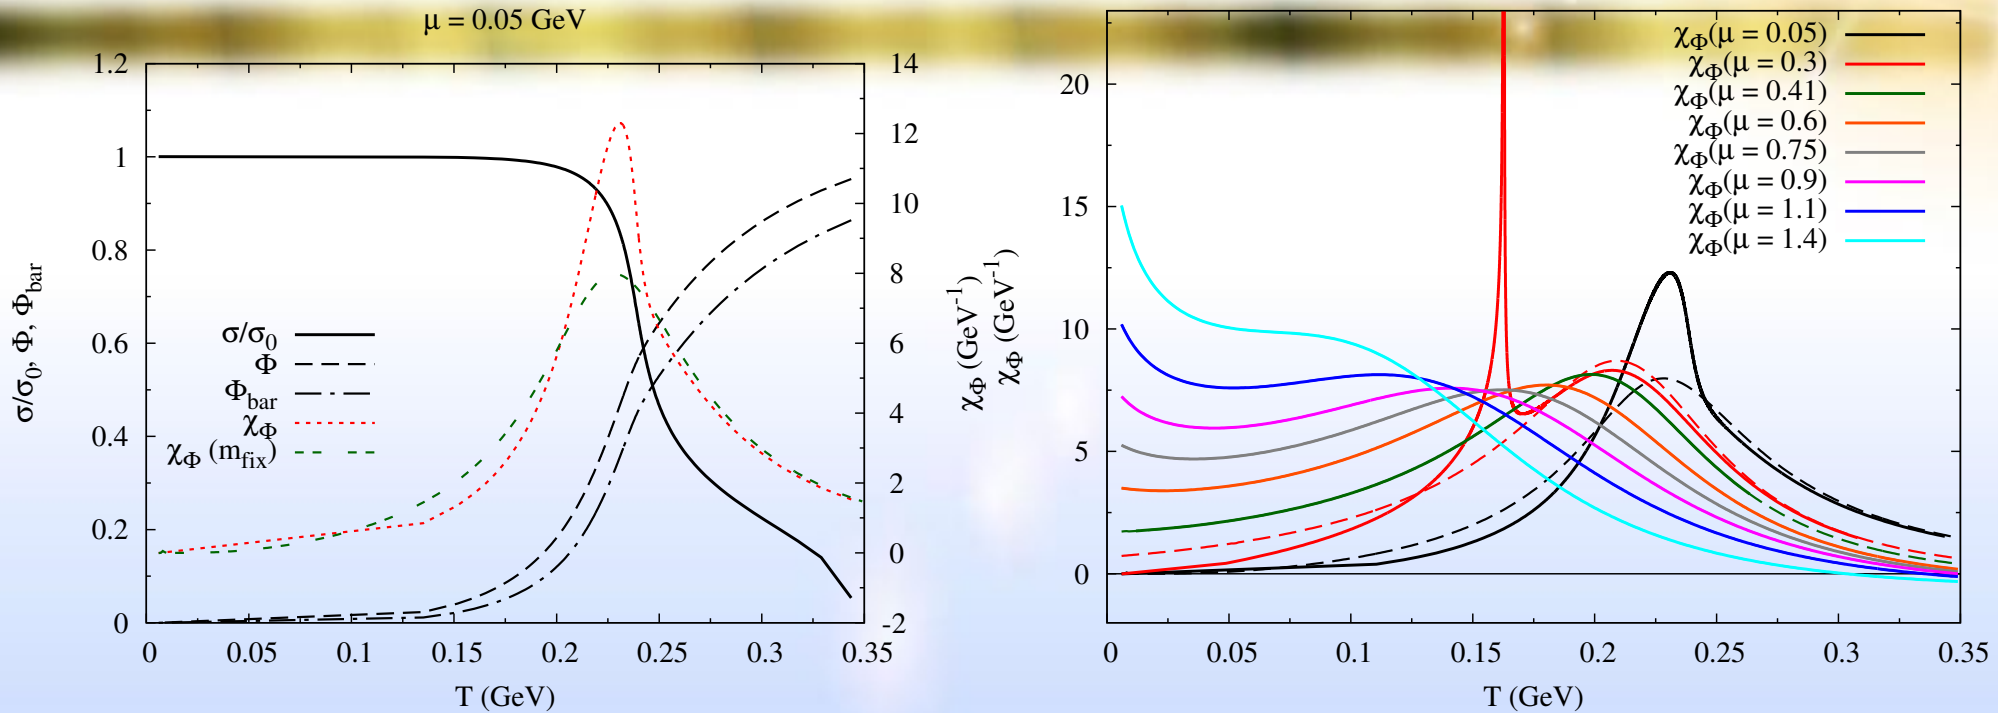 μ = 0.05 GeV
1.2
1
0.8
0.6
0.4
0.2
0
14
12
10
8
6
4
2
0
-2
0 0.05 0.1 0.15 0.2 0.25 0.3 0.35
T (GeV)
σ/σ0, Φ, Φbar
χΦ (GeV-1)
σ/σ0
Φ
Φbar
χΦ
χΦ (mfix)
χΦ (GeV-1)
20
15
10
5
0
0 0.05 0.1 0.15 0.2 0.25 0.3 0.35
T (GeV)
χΦ(μ = 0.05)
χΦ(μ = 0.3)
χΦ(μ = 0.41)
χΦ(μ = 0.6)
χΦ(μ = 0.75)
χΦ(μ = 0.9)
χΦ(μ = 1.1)
χΦ(μ = 1.4)